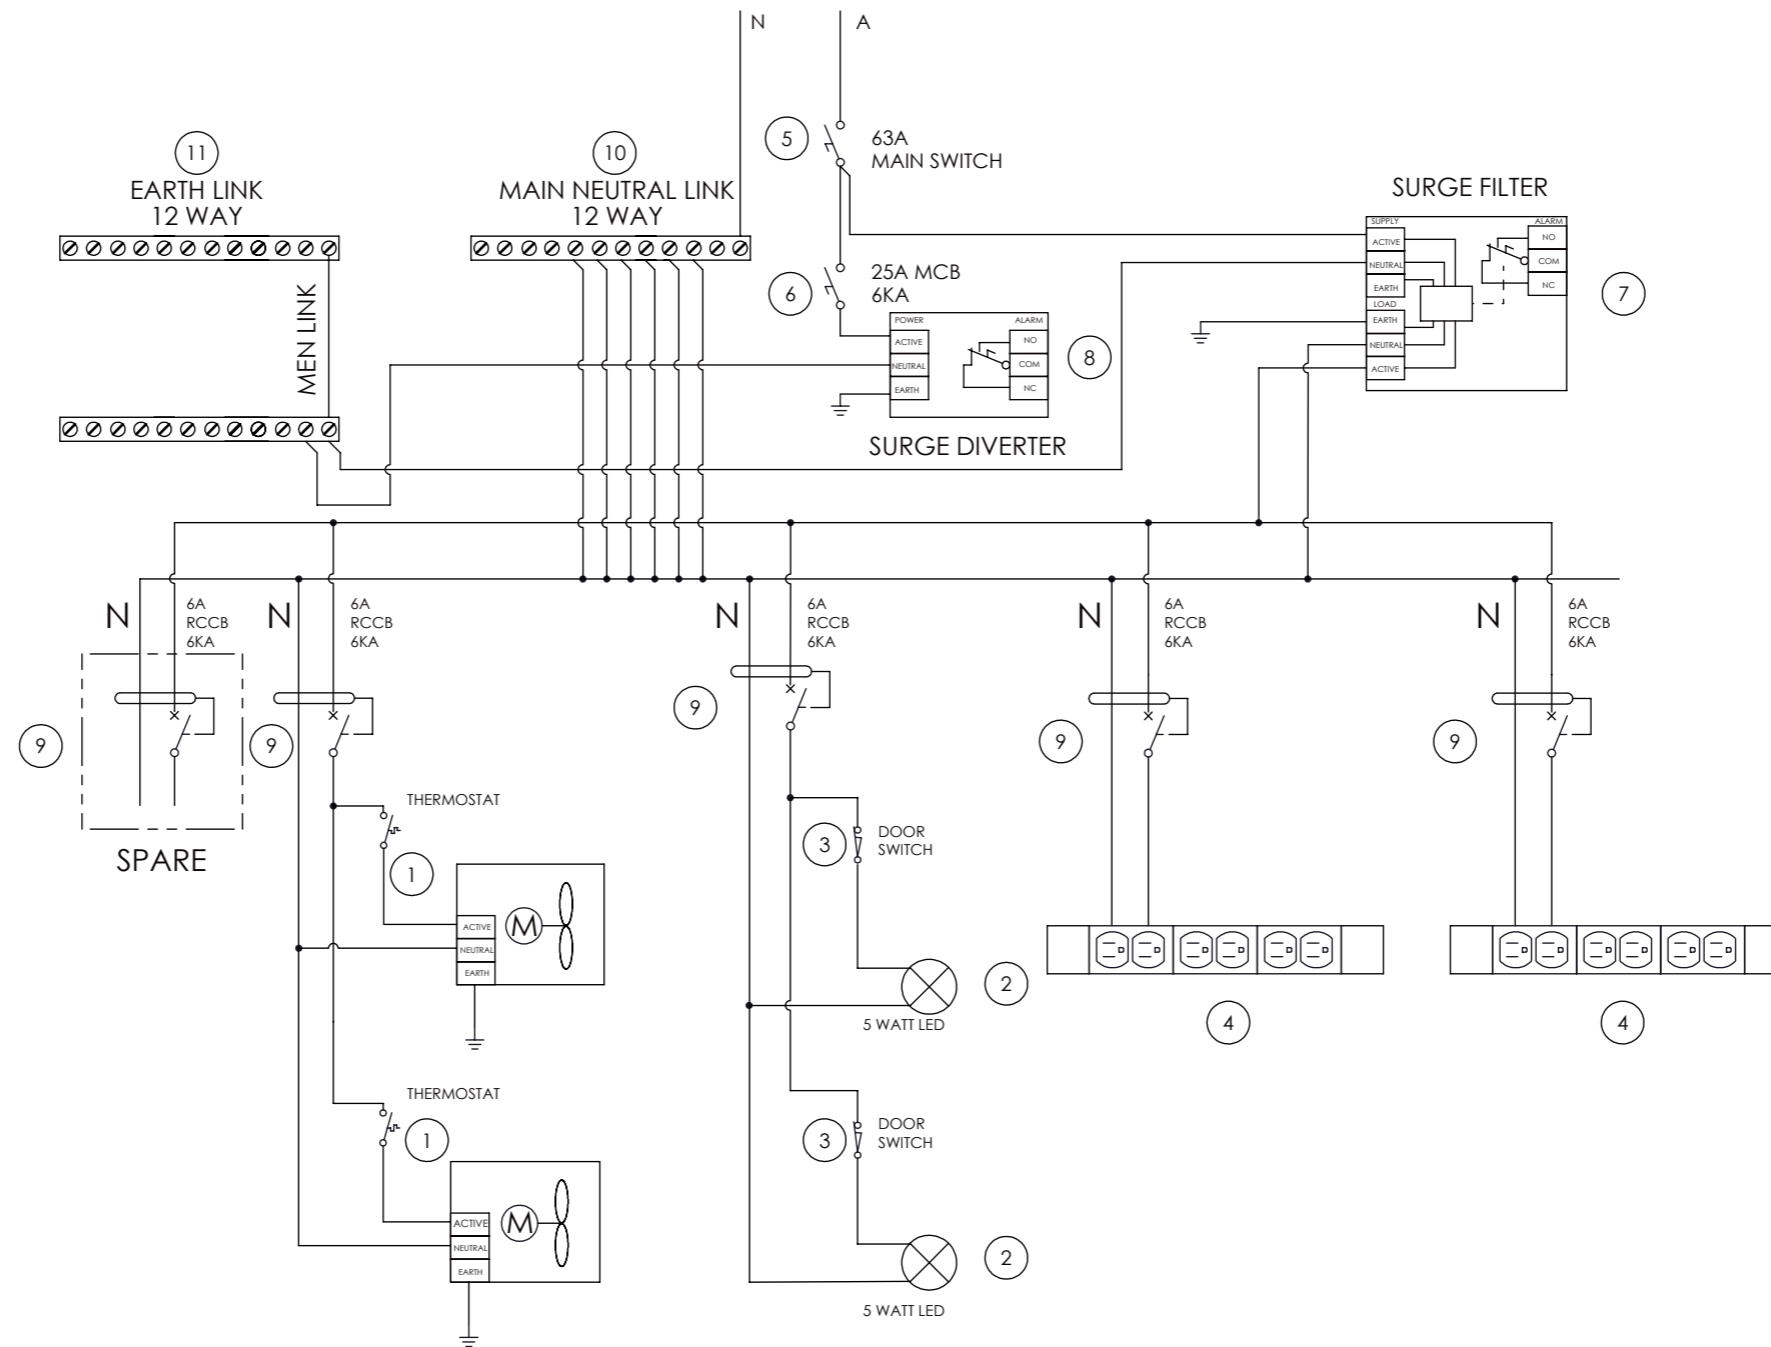 N
A
5
63A
MAIN SWITCH
11
EARTH LINK
12 WAY
10
MAIN NEUTRAL LINK
12 WAY
SURGE FILTER
SUPPLY
ALARM
ACTIVE
NO
NEUTRAL
COM
EARTH
NC
LOAD
EARTH
NEUTRAL
ACTIVE
7
MEN LINK
6
25A MCB
6KA
POWER
ALARM
ACTIVE
NO
NEUTRAL
COM
EARTH
NC
8
SURGE DIVERTER
N
6A
RCCB
6KA
N
6A
RCCB
6KA
N
6A
RCCB
6KA
N
6A
RCCB
6KA
N
6A
RCCB
6KA
9
9
9
9
9
SPARE
THERMOSTAT
1
ACTIVE
NEUTRAL
EARTH
M
3
DOOR
SWITCH
2
5 WATT LED
4
4
THERMOSTAT
1
ACTIVE
NEUTRAL
EARTH
M
3
DOOR
SWITCH
2
5 WATT LED